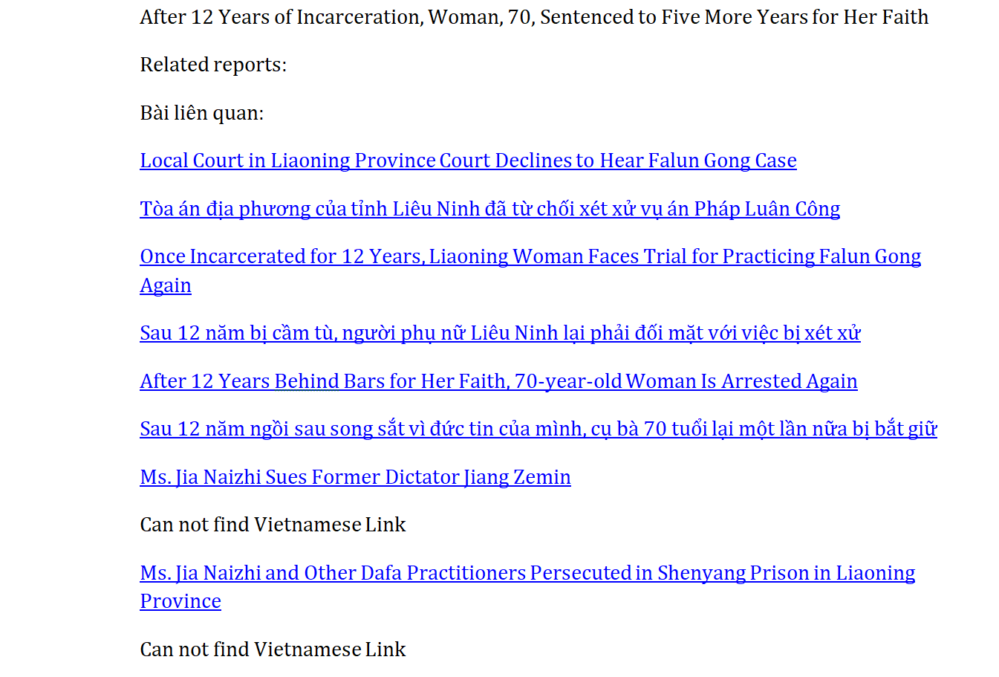 After 12 Years of Incarceration, Woman, 70, Sentenced to Five More Years for Her Faith
Related reports:
Bài liên quan:
Local Court in Liaoning Province Court Declines to Hear Falun Gong Case
Tòa án địa phương của tỉnh Liêu Ninh đã từ chối xét xử vụ án Pháp Luân Công
Once Incarcerated for 12 Years, Liaoning Woman Faces Trial for Practicing Falun Gong
Again
Sau 12 năm bị cầm tù, người phụ nữ Liêu Ninh lại phải đối mặt với việc bị xét xử
After 12 Years Behind Bars for Her Faith, 70-year-old Woman Is Arrested Again
Sau 12 năm ngồi sau song sắt vì đức tin của mình, cụ bà 70 tuổi lại một lần nữa bị bắt giữ
Ms. Jia Naizhi Sues Former Dictator Jiang Zemin
Can not find Vietnamese Link
Ms. Jia Naizhi and Other Dafa Practitioners Persecuted in Shenyang Prison in Liaoning
Province
Can not find Vietnamese Link